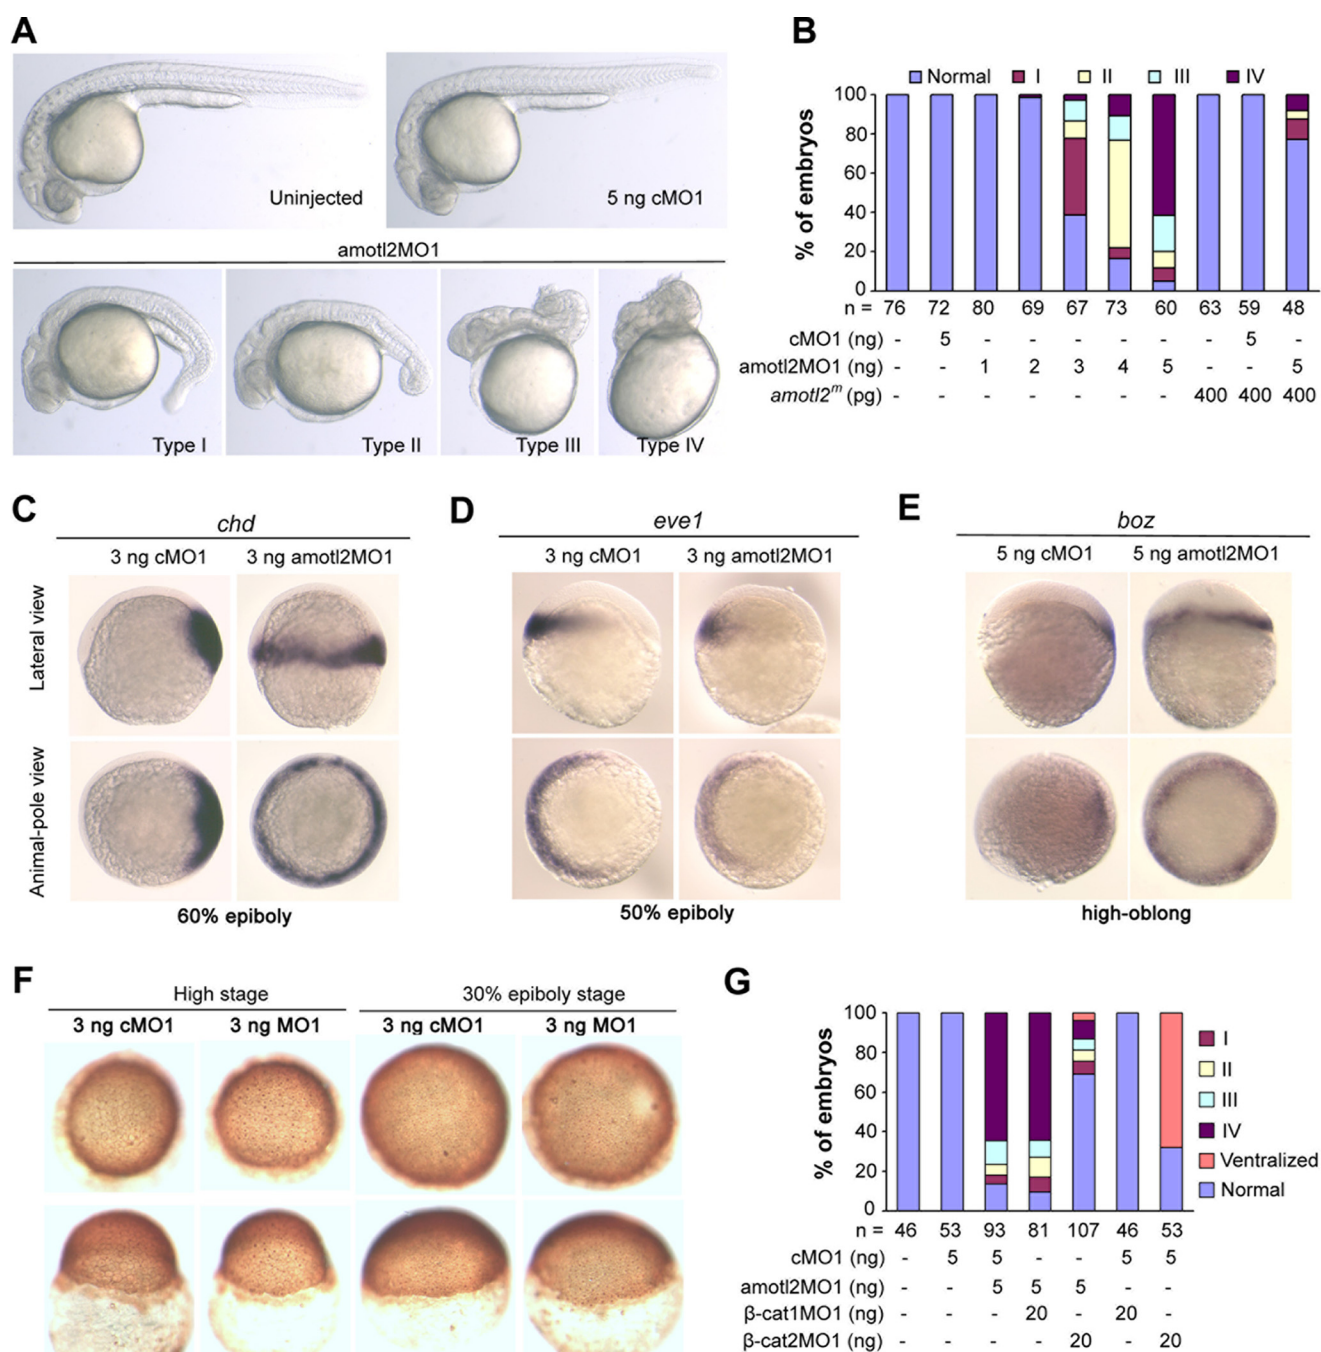 A
Uninjected
5 ng cMO1
amotl2MO1
Type I
Type II
Type III
Type IV
B
Normal I II III IV
% of embryos
100
80
60
40
20
0
n = 76 72 80 69 67 73 60 63 59 48
cMO1 (ng) - 5 - - - - - - 5 -
amotl2MO1 (ng) - - 1 2 3 4 5 - - 5
amotl2m (pg) - - - - - - - 400 400 400
C
chd
3 ng cMO1 3 ng amotl2MO1
Lateral view
Animal-pole view
60% epiboly
D
eve1
3 ng cMO1 3 ng amotl2MO1
50% epiboly
E
boz
5 ng cMO1 5 ng amotl2MO1
high-oblong
F
High stage 30% epiboly stage
3 ng cMO1 3 ng MO1 3 ng cMO1 3 ng MO1
G
% of embryos
100
80
60
40
20
0
I
II
III
IV
Ventralized
Normal
n = 46 53 93 81 107 46 53
cMO1 (ng) - 5 5 - - 5 5
amotl2MO1 (ng) - - 5 5 5 - -
β-cat1MO1 (ng) - - - 20 - 20 -
β-cat2MO1 (ng) - - - - 20 - 20